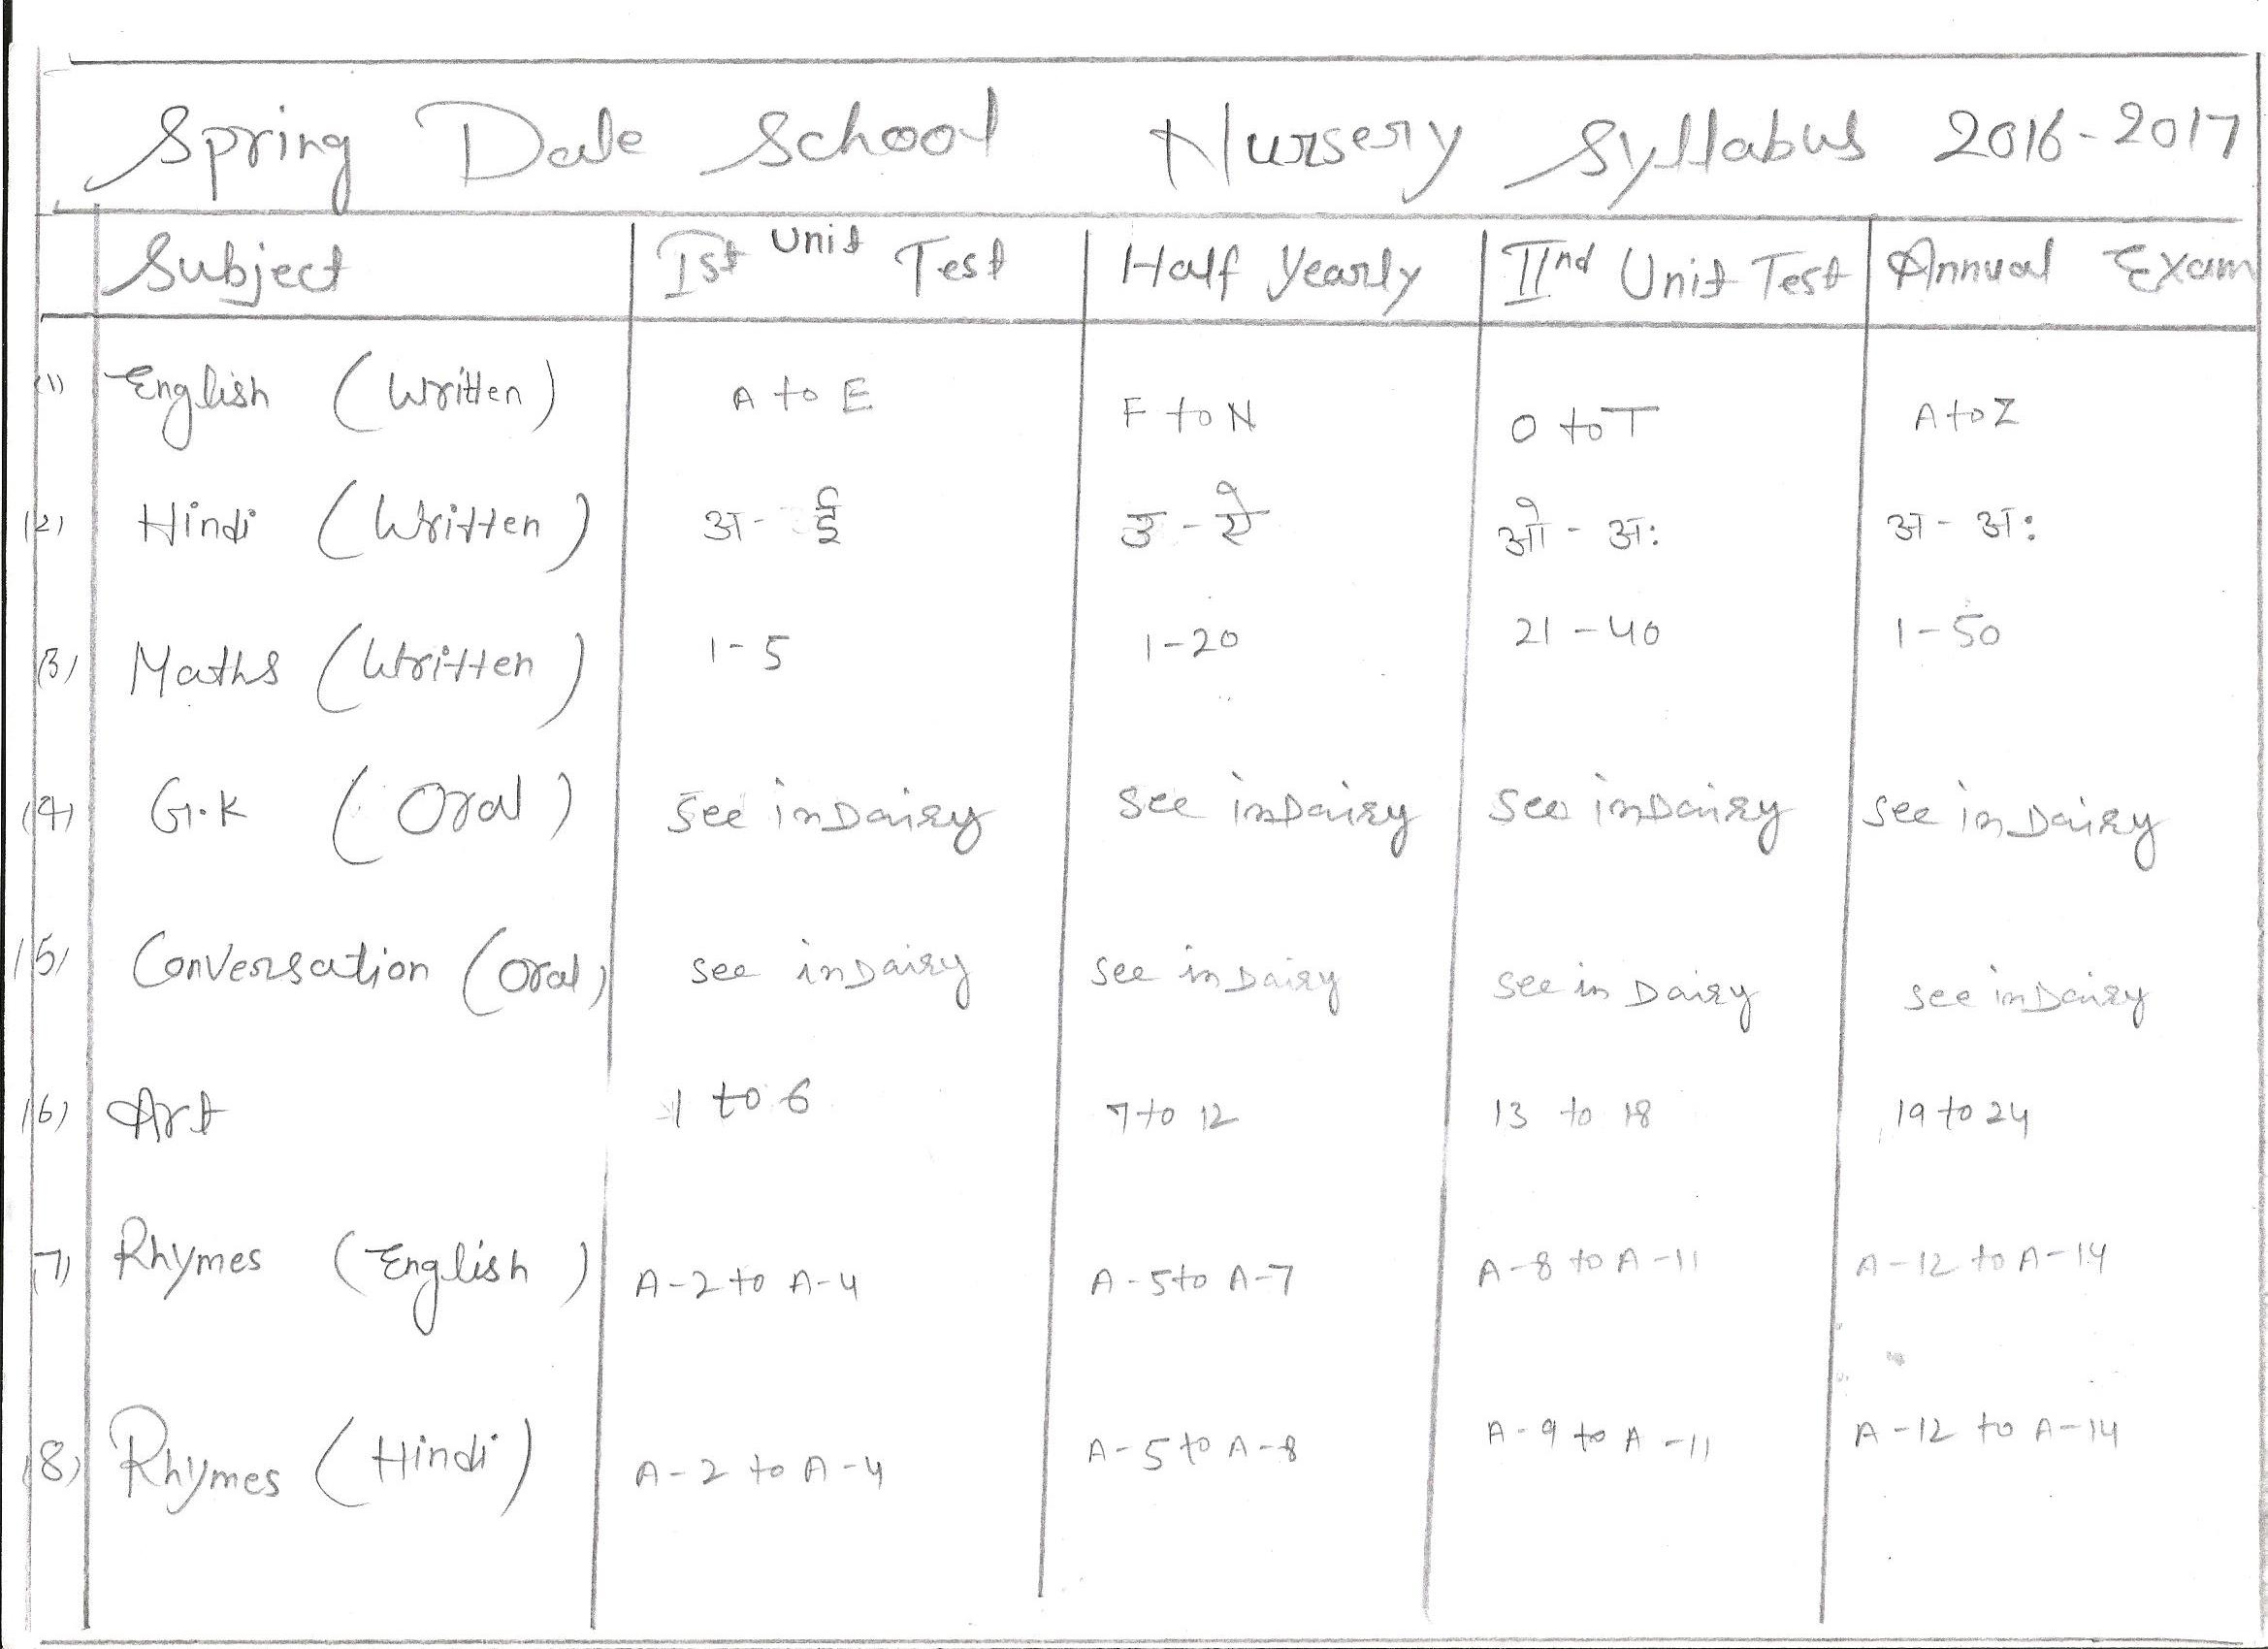 Spring Dale School Nursery Syllabus 2016-2017
Subject Ist Unit Test Half Yearly IInd Unit Test Annual Exam
(1) English (Written) A to E F to N O to T A to Z
(2) Hindi (Written) अ - ई उ - ऐ ओ - अ: अ - अ:
(3) Maths (Written) 1-5 1-20 21-40 1-50
(4) G.K (Oral) See in Dairy See in Dairy See in Dairy See in Dairy
(5) Conversation (Oral) See in Dairy See in Dairy See in Dairy See in Dairy
(6) Art 1 to 6 7 to 12 13 to 18 19 to 24
(7) Rhymes (English) A-2 to A-4 A-5 to A-7 A-8 to A-11 A-12 to A-14
(8) Rhymes (Hindi) A-2 to A-4 A-5 to A-8 A-9 to A-11 A-12 to A-14